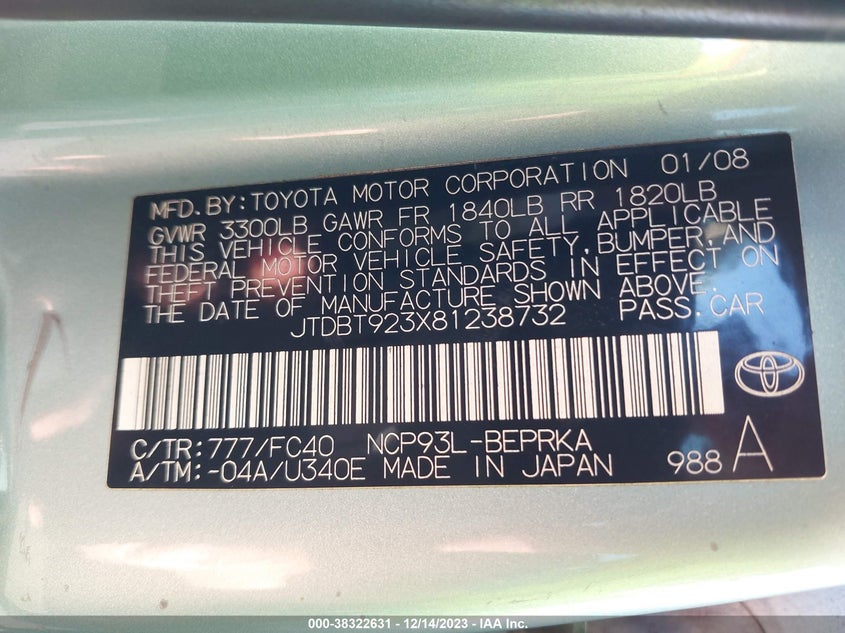 MFD. BY: TOYOTA MOTOR CORPORATION 01/08
GVWR 3300LB GAWR FR 1840LB RR 1820LB
THIS VEHICLE CONFORMS TO ALL APPLICABLE
FEDERAL MOTOR VEHICLE SAFETY, BUMPER, AND
THEFT PREVENTION STANDARDS IN EFFECT ON
THE DATE OF MANUFACTURE SHOWN ABOVE.
JTDBT923X81238732 PASS. CAR
C/TR: 777/FC40 NCP93L-BEPRKA
A/TM: -04A/U340E MADE IN JAPAN 988 A
000-38322631 - 12/14/2023 - IAA Inc.